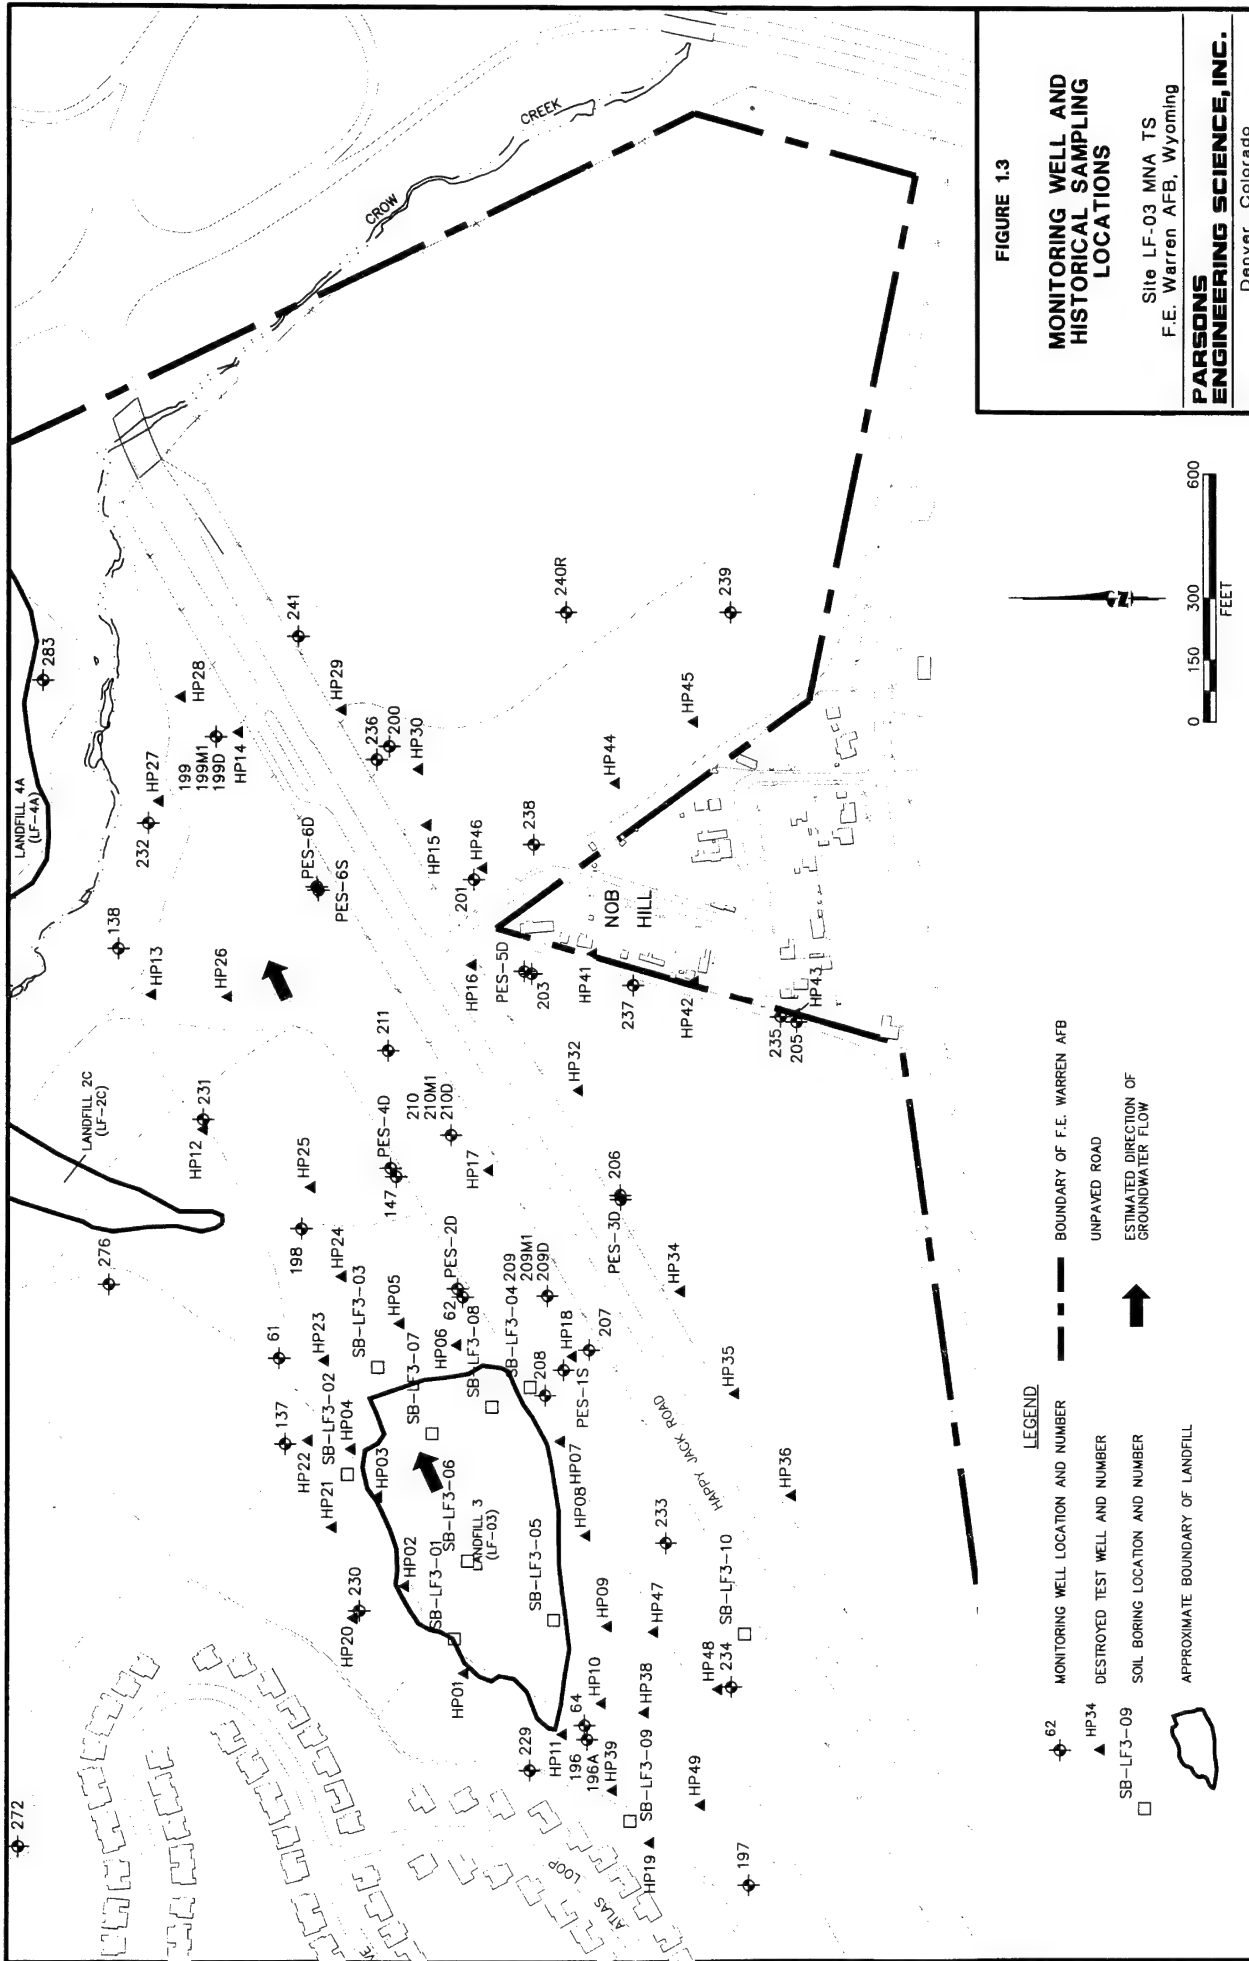 272
276
LANDFILL 2C
(LF-2C)
LANDFILL 4A
(LF-4A)
283
CROW
CREEK
138
232
HP27
HP28
HP13
HP26
199
199M1
199D
HP14
241
HP12
231
HP25
198
61
137
HP22
HP23
HP24
HP21
SB-LF3-02
HP04
SB-LF3-03
HP05
HP20
230
HP02
HP03
SB-LF3-07
HP06
62
PES-2D
147
PES-4D
211
210
210M1
210D
PES-6D
PES-6S
236
200
HP29
HP30
HP15
201
HP46
238
240R
239
HP16
PES-5D
203
HP17
HP32
HP41
237
HP42
235
205
HP43
NOB
HILL
HP44
HP45
HP01
SB-LF3-01
SB-LF3-06
LANDFILL 3
(LF-03)
SB-LF3-05
SB-LF3-08
SB-LF3-04
209
209M1
209D
208
PES-1S
HP18
207
PES-3D
206
HP34
HP35
HP36
HAPPY JACK ROAD
HP07
HP08
HP09
HP47
233
SB-LF3-10
HP48
234
HP10
HP38
64
HP11
229
196
196A
HP39
SB-LF3-09
HP49
HP19
197
ATLAS
LOOP
VE
LEGEND
62
MONITORING WELL LOCATION AND NUMBER
HP34
DESTROYED TEST WELL AND NUMBER
SB-LF3-09
SOIL BORING LOCATION AND NUMBER
APPROXIMATE BOUNDARY OF LANDFILL
BOUNDARY OF F.E. WARREN AFB
UNPAVED ROAD
ESTIMATED DIRECTION OF
GROUNDWATER FLOW
N
0 150 300 600
FEET
FIGURE 1.3
MONITORING WELL AND
HISTORICAL SAMPLING
LOCATIONS
Site LF-03 MNA TS
F.E. Warren AFB, Wyoming
PARSONS
ENGINEERING SCIENCE, INC.
Denver, Colorado